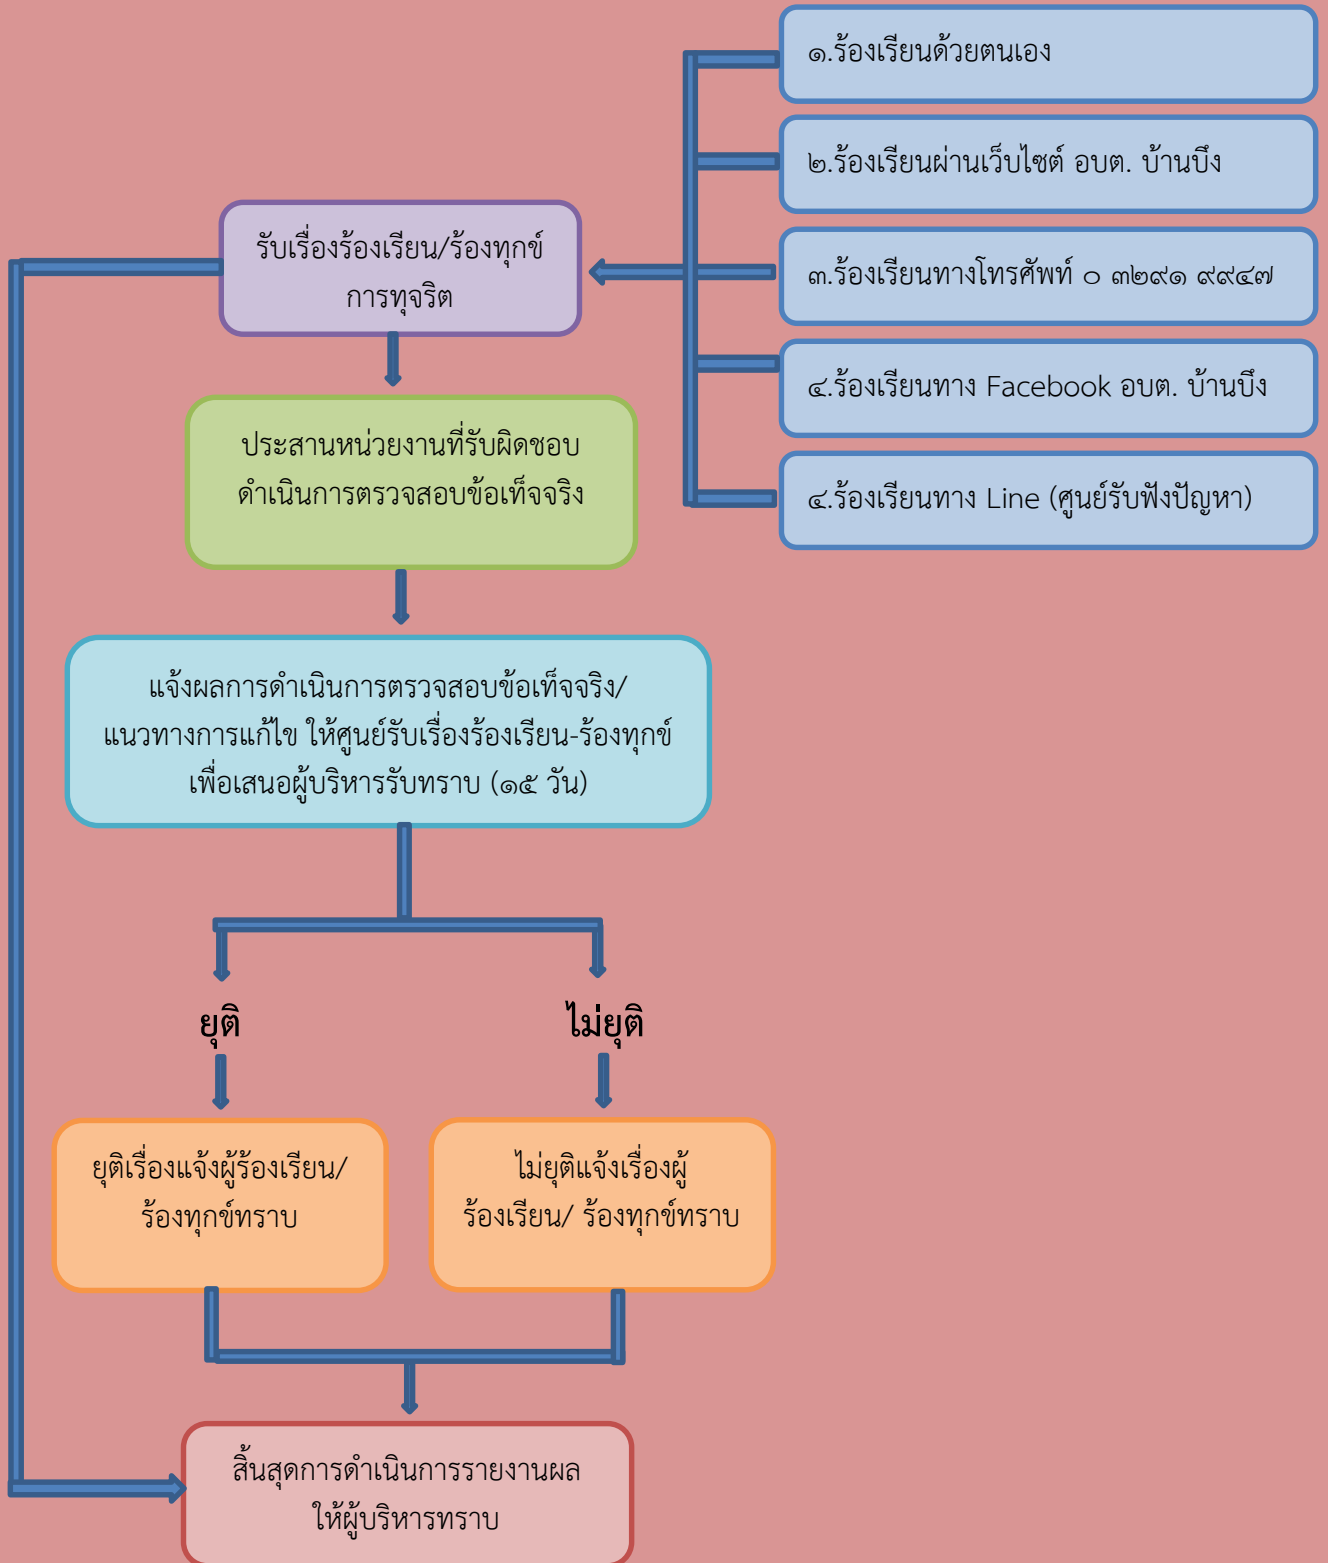 ๑.ร้องเรียนด้วยตนเอง
๒.ร้องเรียนผ่านเว็บไซต์ อบต. บ้านบึง
๓.ร้องเรียนทางโทรศัพท์ ๐ ๓๒๙๑ ๙๙๔๗
๔.ร้องเรียนทาง Facebook อบต. บ้านบึง
๔.ร้องเรียนทาง Line (ศูนย์รับฟังปัญหา)
รับเรื่องร้องเรียน/ร้องทุกข์
การทุจริต
ประสานหน่วยงานที่รับผิดชอบ
ดำเนินการตรวจสอบข้อเท็จจริง
แจ้งผลการดำเนินการตรวจสอบข้อเท็จจริง/
แนวทางการแก้ไข ให้ศูนย์รับเรื่องร้องเรียน-ร้องทุกข์
เพื่อเสนอผู้บริหารรับทราบ (๑๕ วัน)
ยุติ
ไม่ยุติ
ยุติเรื่องแจ้งผู้ร้องเรียน/
ร้องทุกข์ทราบ
ไม่ยุติแจ้งเรื่องผู้
ร้องเรียน/ ร้องทุกข์ทราบ
สิ้นสุดการดำเนินการรายงานผล
ให้ผู้บริหารทราบ